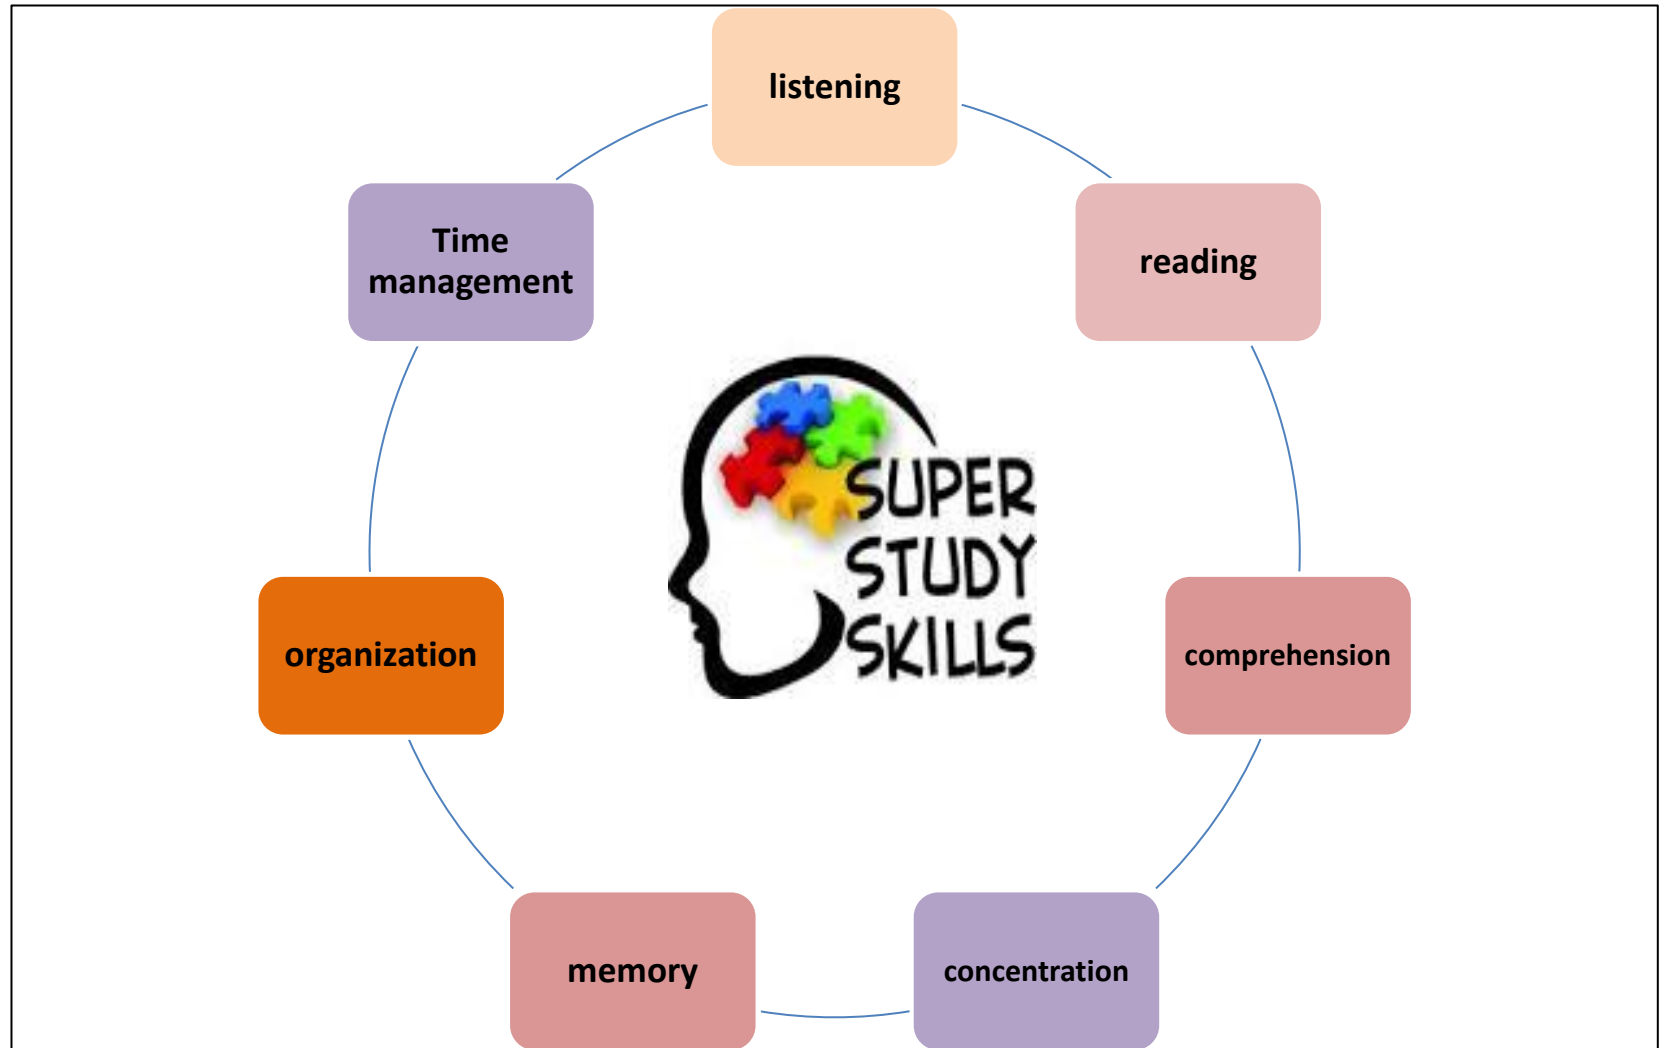 listening
Time
management
reading
SUPER
STUDY
SKILLS
organization
comprehension
memory
concentration